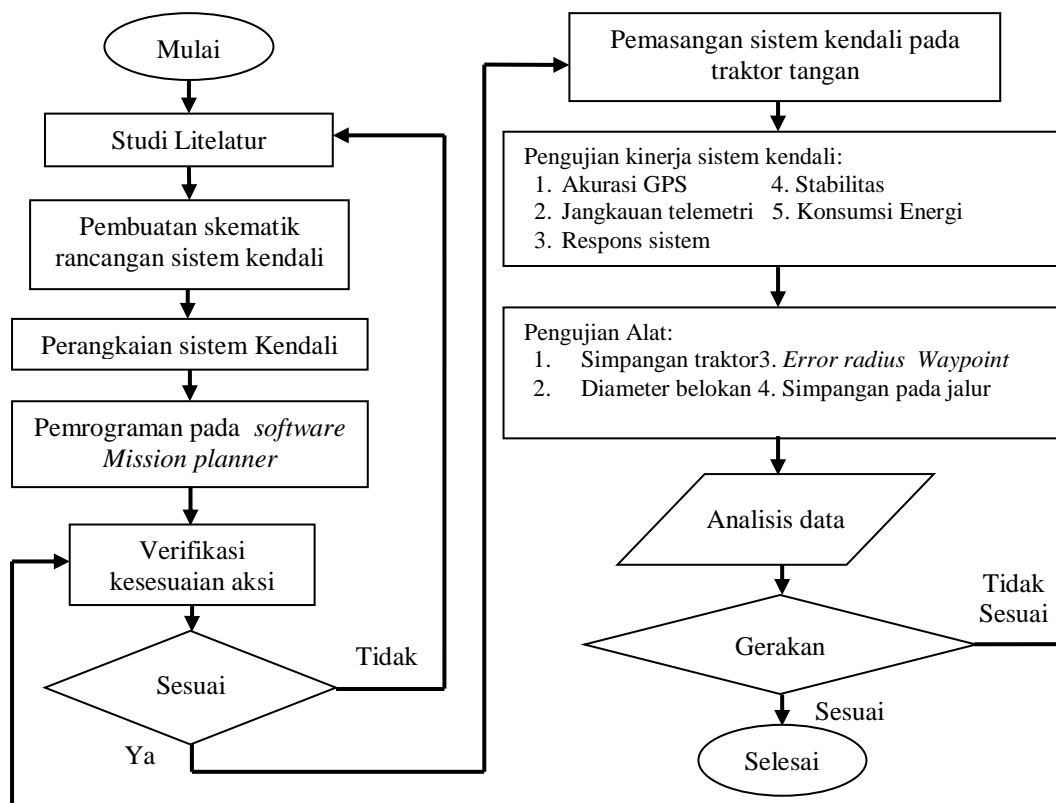 Mulai
Studi Litelatur
Pembuatan skematik
rancangan sistem kendali
Perangkaian sistem Kendali
Pemrograman pada software
Mission planner
Verifikasi
kesesuaian aksi
Sesuai
Tidak
Ya
Pemasangan sistem kendali pada
traktor tangan
Pengujian kinerja sistem kendali:
1. Akurasi GPS 4. Stabilitas
2. Jangkauan telemetri 5. Konsumsi Energi
3. Respons sistem
Pengujian Alat:
1. Simpangan traktor3. Error radius Waypoint
2. Diameter belokan 4. Simpangan pada jalur
Analisis data
Gerakan
Tidak
Sesuai
Sesuai
Selesai